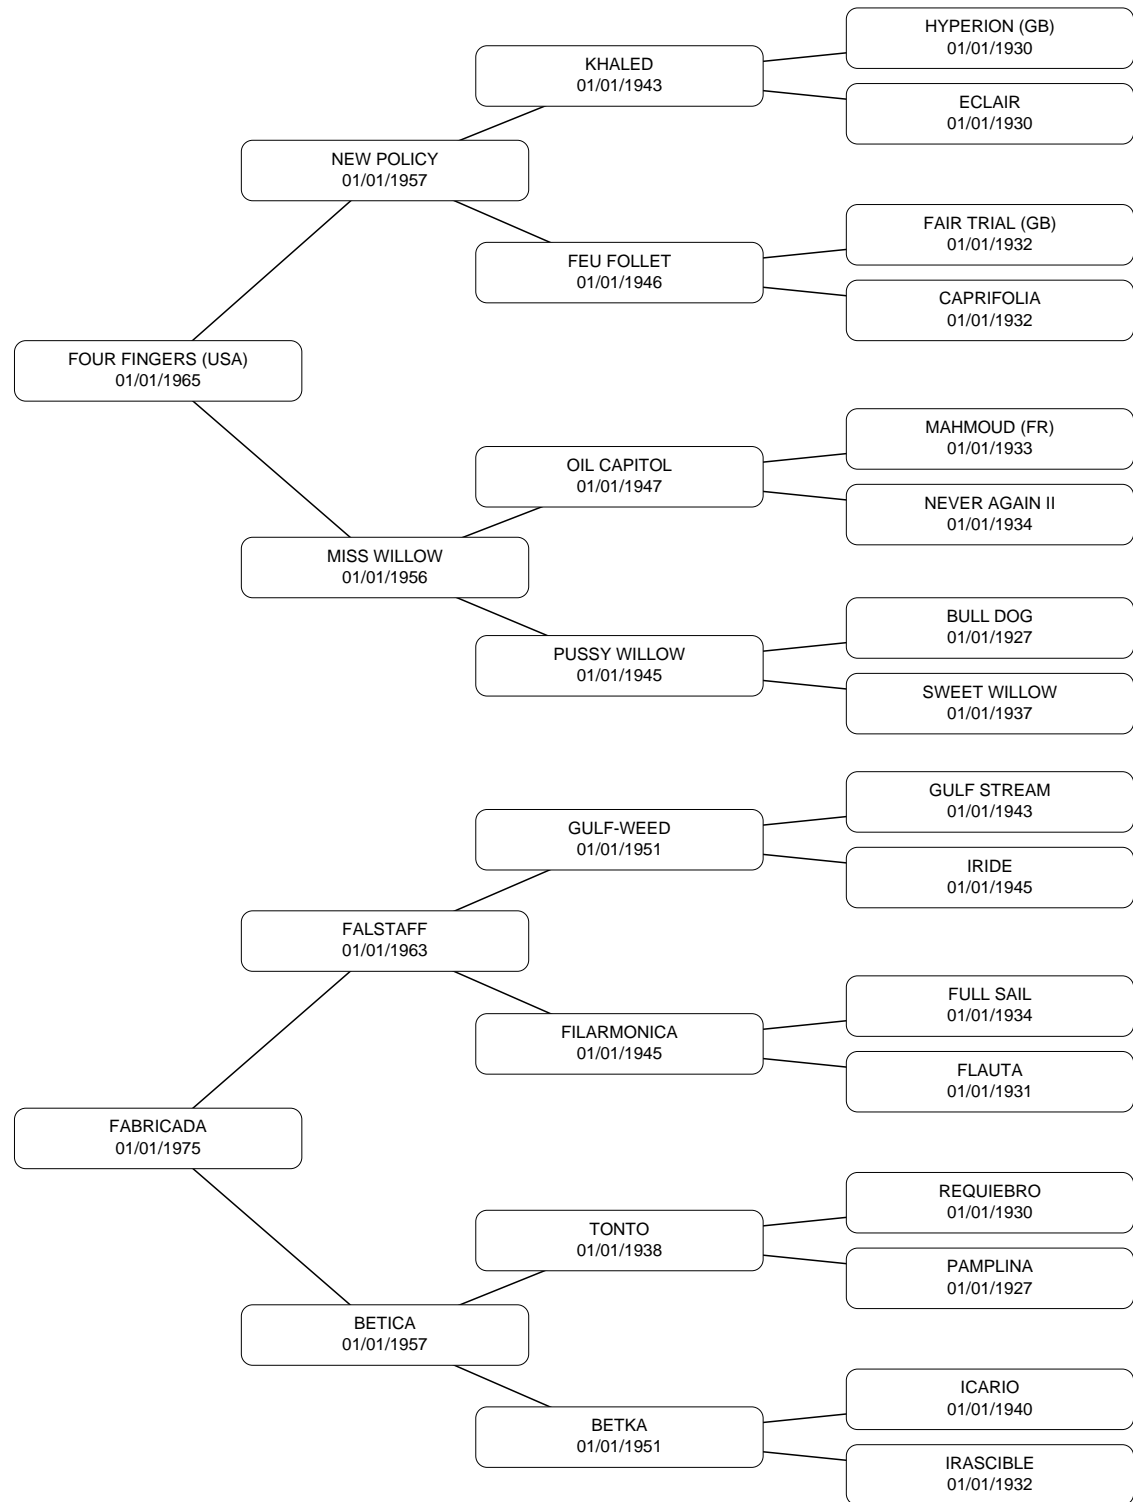 HYPERION (GB)
01/01/1930
KHALED
01/01/1943
ECLAIR
01/01/1930
NEW POLICY
01/01/1957
FAIR TRIAL (GB)
01/01/1932
FEU FOLLET
01/01/1946
CAPRIFOLIA
01/01/1932
FOUR FINGERS (USA)
01/01/1965
MAHMOUD (FR)
01/01/1933
OIL CAPITOL
01/01/1947
NEVER AGAIN II
01/01/1934
MISS WILLOW
01/01/1956
BULL DOG
01/01/1927
PUSSY WILLOW
01/01/1945
SWEET WILLOW
01/01/1937
GULF STREAM
01/01/1943
GULF-WEED
01/01/1951
IRIDE
01/01/1945
FALSTAFF
01/01/1963
FULL SAIL
01/01/1934
FILARMONICA
01/01/1945
FLAUTA
01/01/1931
FABRICADA
01/01/1975
REQUIEBRO
01/01/1930
TONTO
01/01/1938
PAMPLINA
01/01/1927
BETICA
01/01/1957
ICARIO
01/01/1940
BETKA
01/01/1951
IRASCIBLE
01/01/1932